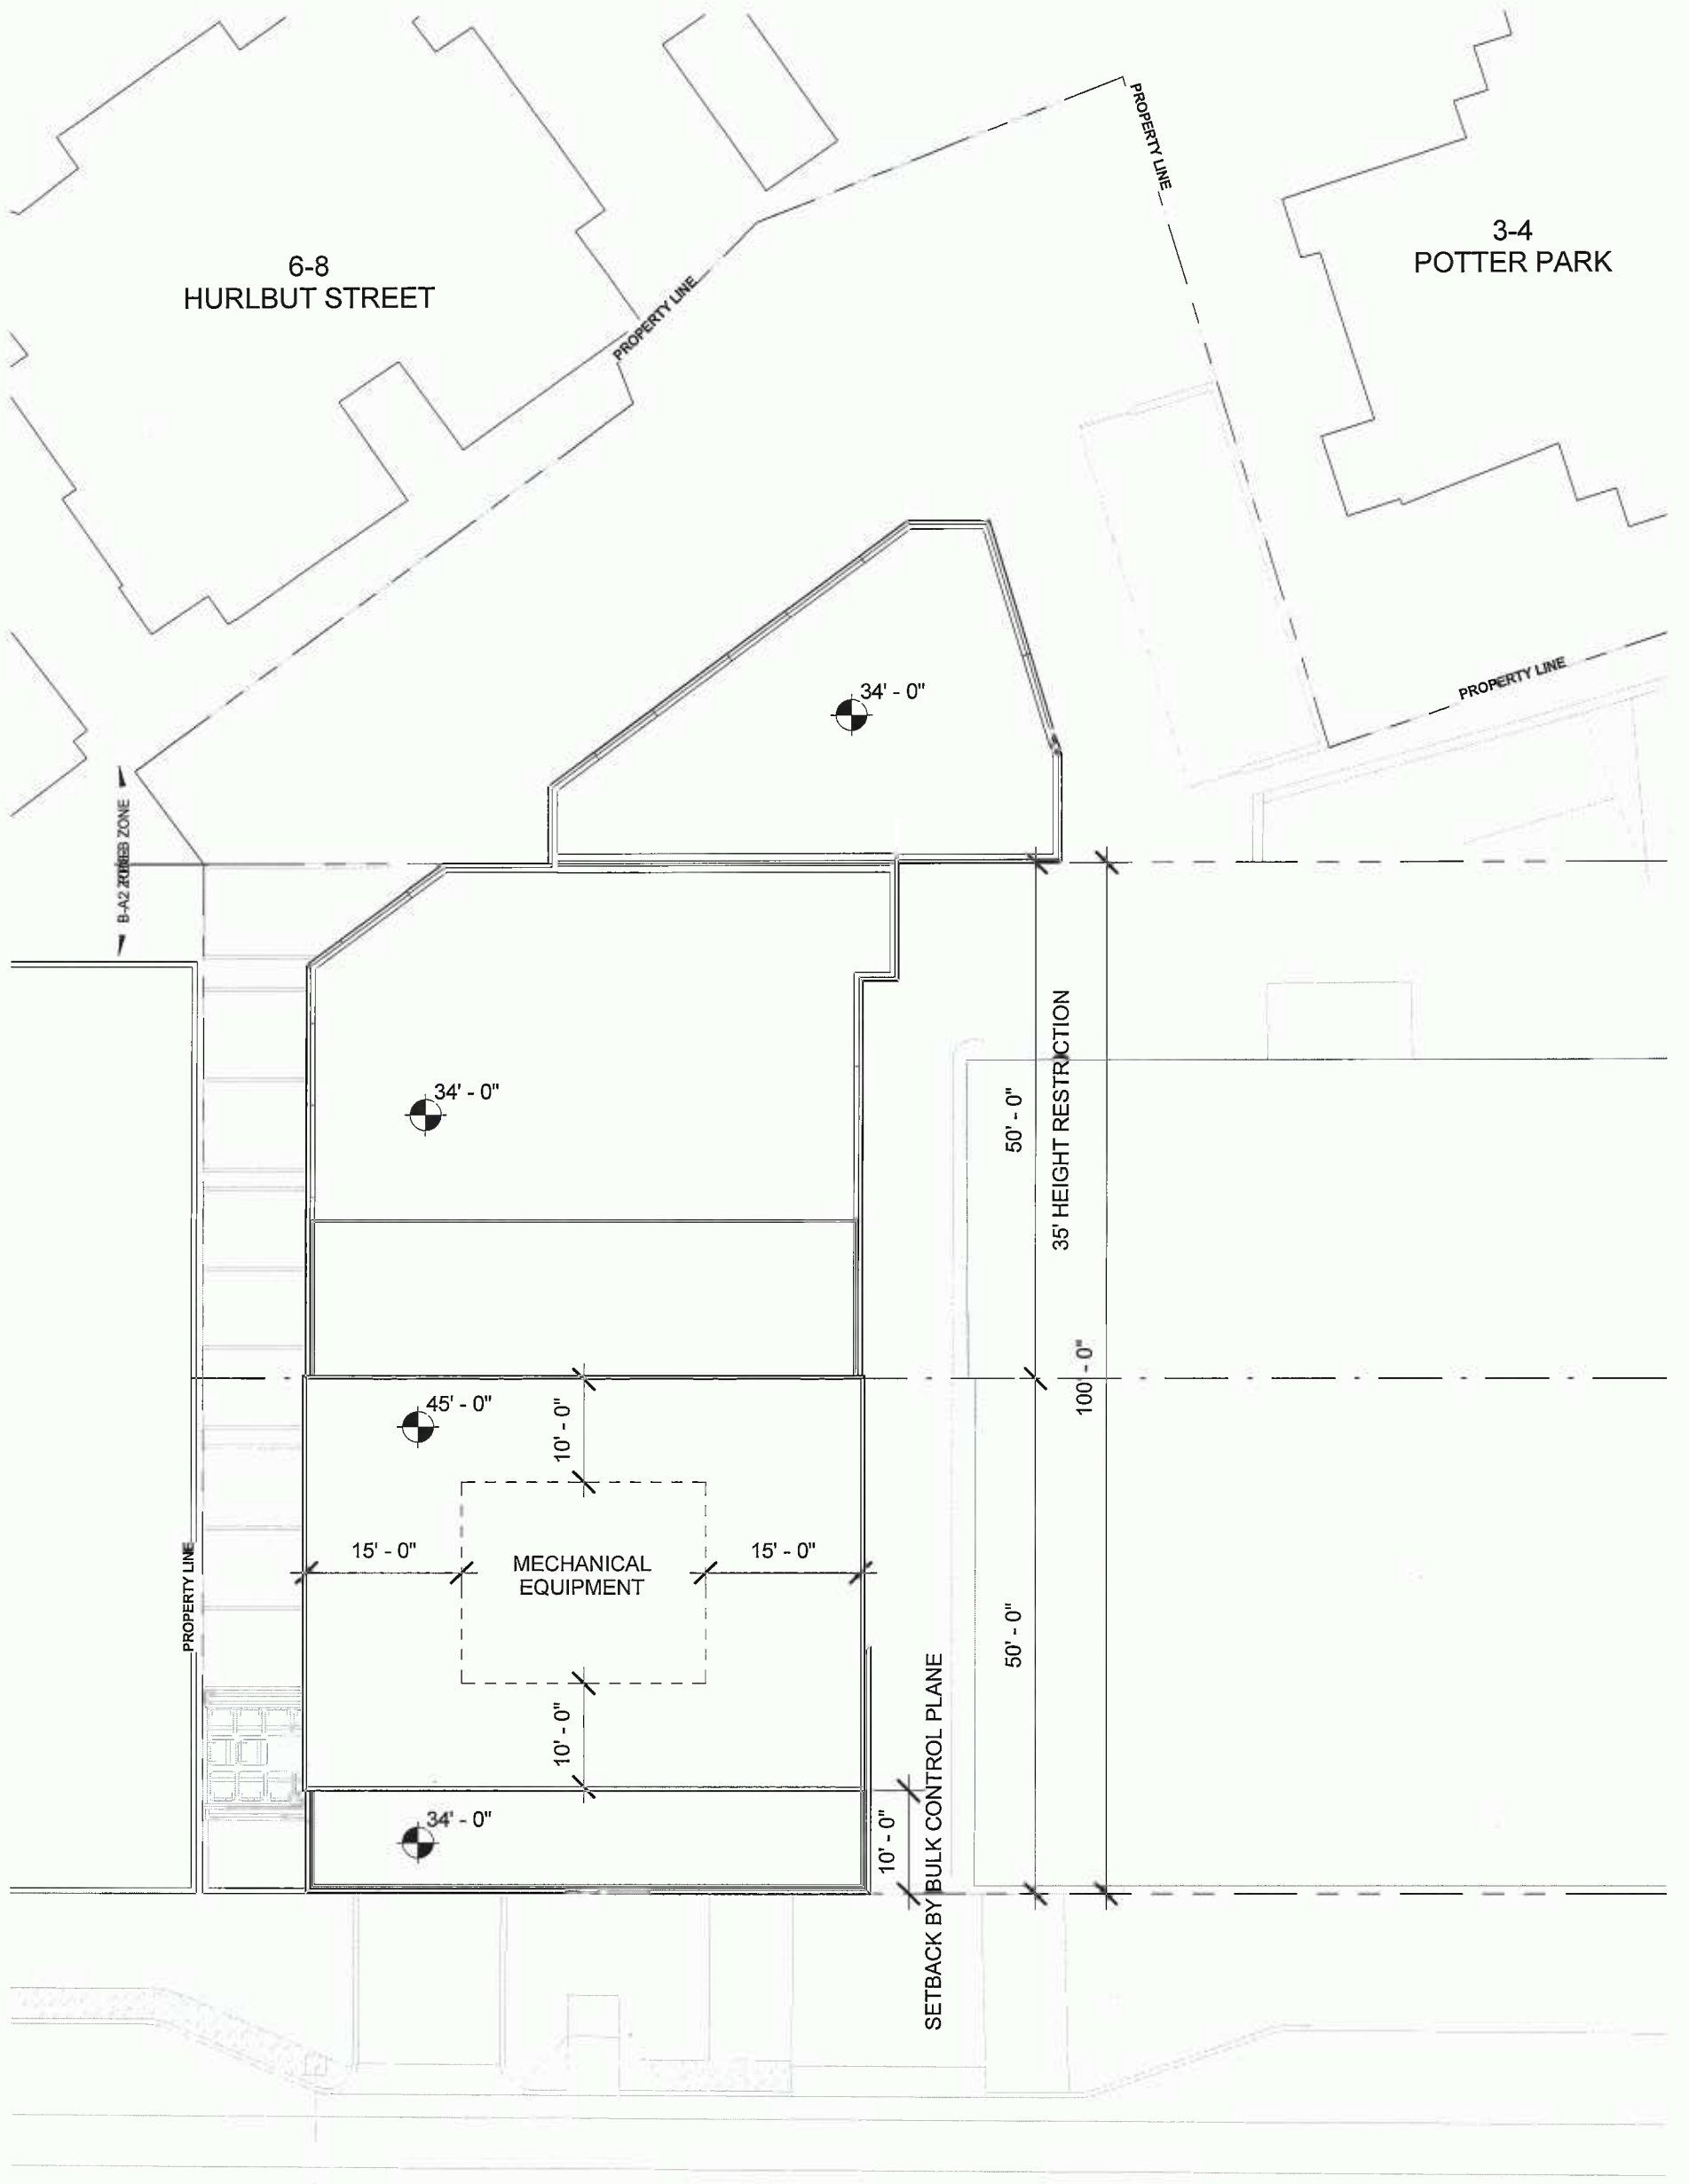 PROPERTY LINE
3-4
POTTER PARK
6-8
HURLBUT STREET
PROPERTY LINE
PROPERTY LINE
34' - 0"
B-A2 ZONE
35' HEIGHT RESTRICTION
50' - 0"
34' - 0"
100' - 0"
45' - 0"
10' - 0"
15' - 0"
MECHANICAL
EQUIPMENT
15' - 0"
PROPERTY LINE
50' - 0"
10' - 0"
SETBACK BY BULK CONTROL PLANE
34' - 0"
10' - 0"